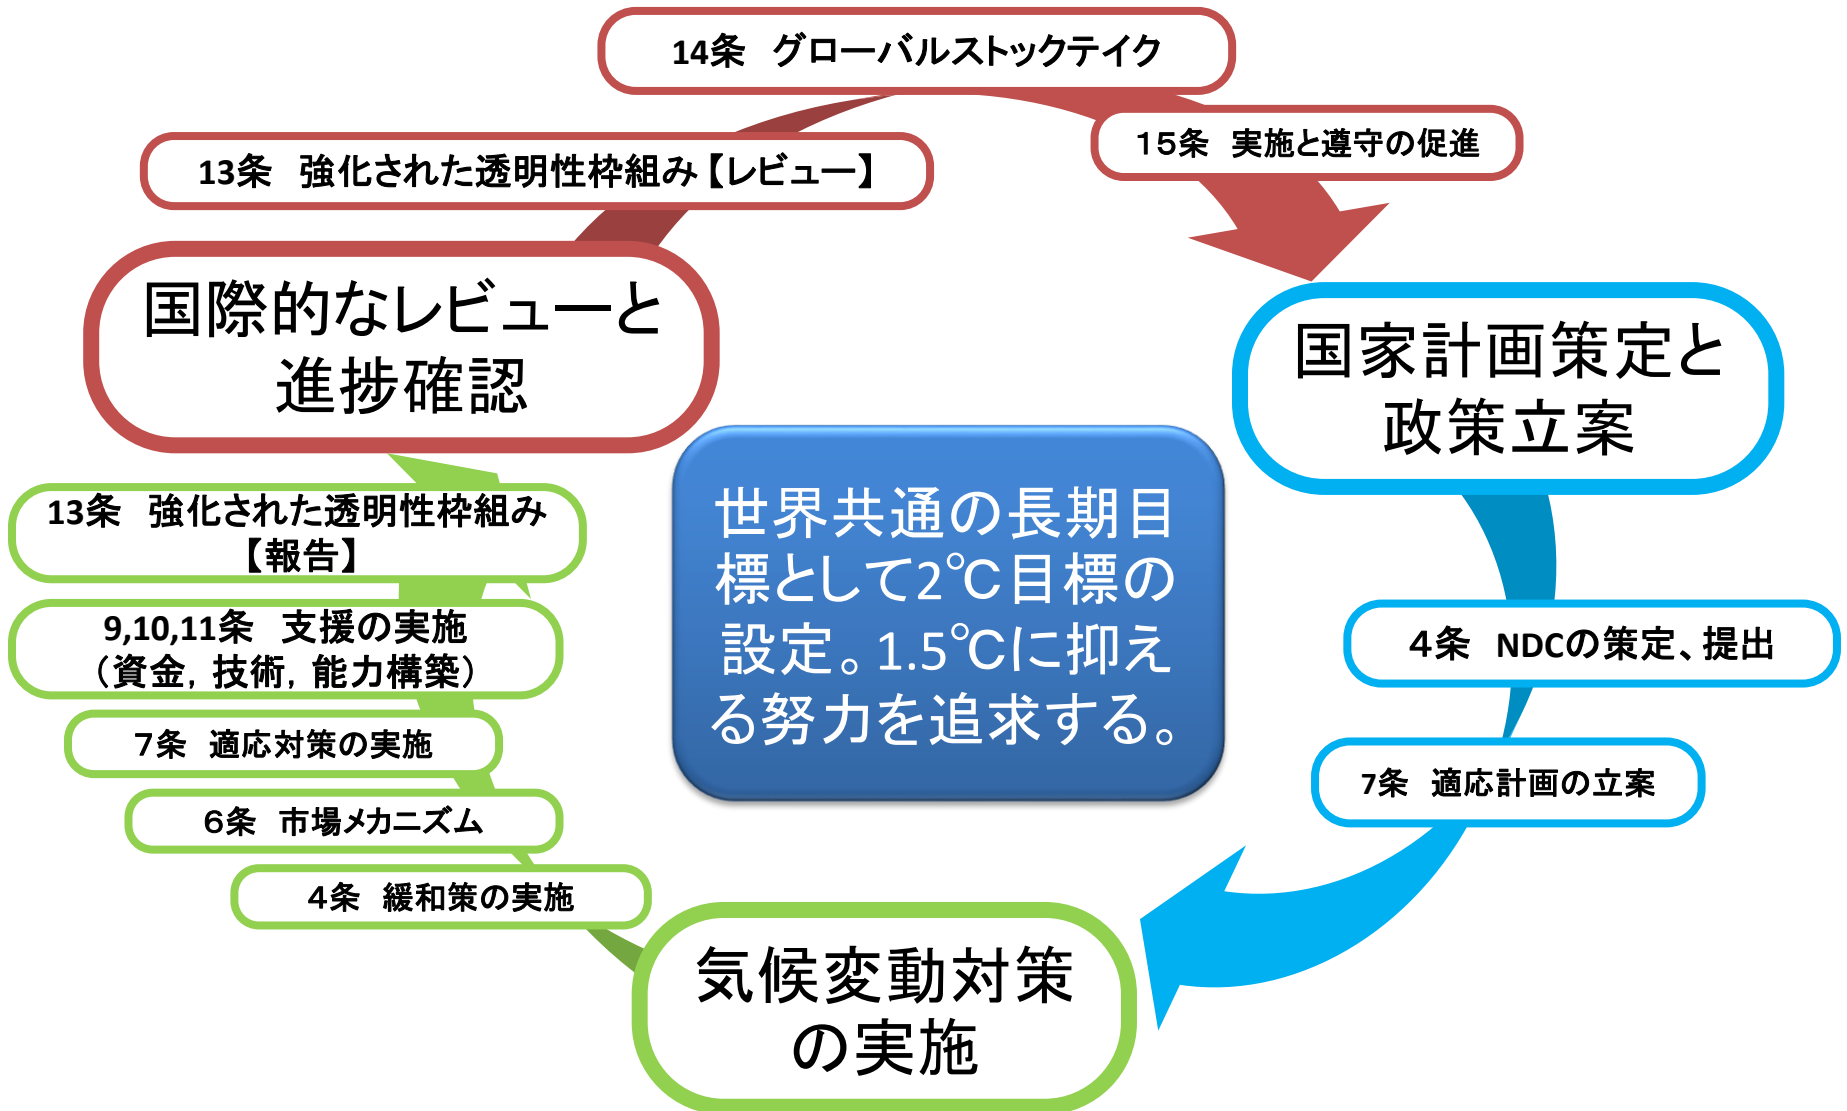 14条　グローバルストックテイク
15条　実施と遵守の促進
13条　強化された透明性枠組み【レビュー】
国際的なレビューと
進捗確認
国家計画策定と
政策立案
世界共通の長期目
標として2℃目標の
設定。1.5℃に抑え
る努力を追求する。
13条　強化された透明性枠組み
【報告】
9,10,11条　支援の実施
（資金，技術，能力構築）
７条　適応対策の実施
６条　市場メカニズム
４条　緩和策の実施
４条　NDCの策定、提出
7条　適応計画の立案
気候変動対策
の実施